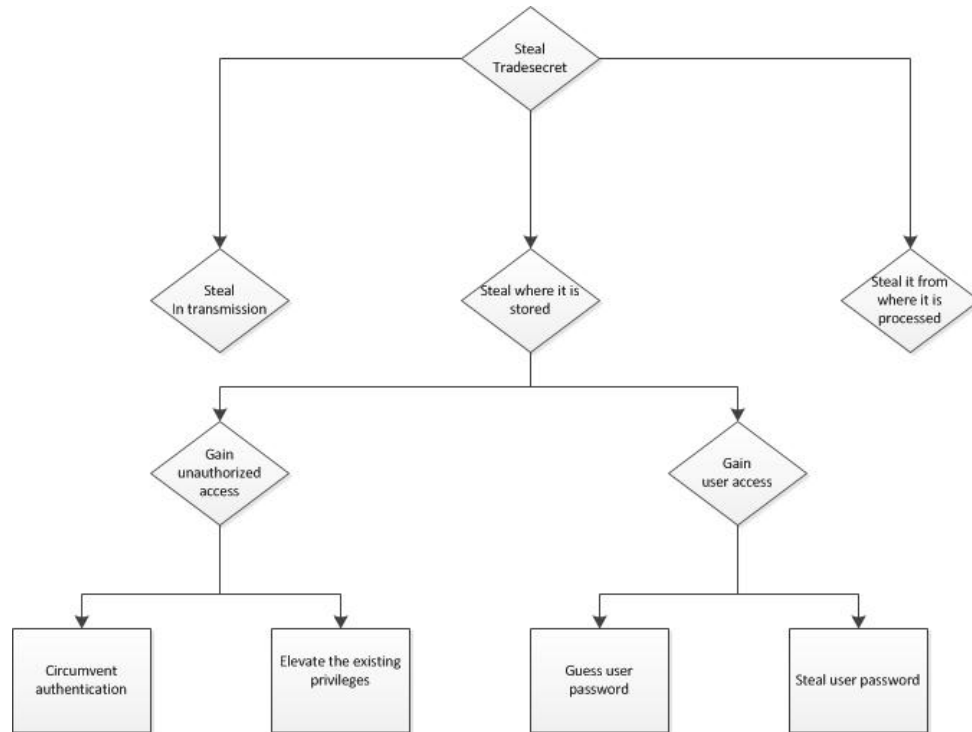 Steal
Tradesecret
Steal
In transmission
Steal where it is
stored
Steal it from
where it is
processed
Gain
unauthorized
access
Gain
user access
Circumvent
authentication
Elevate the existing
privileges
Guess user
password
Steal user password